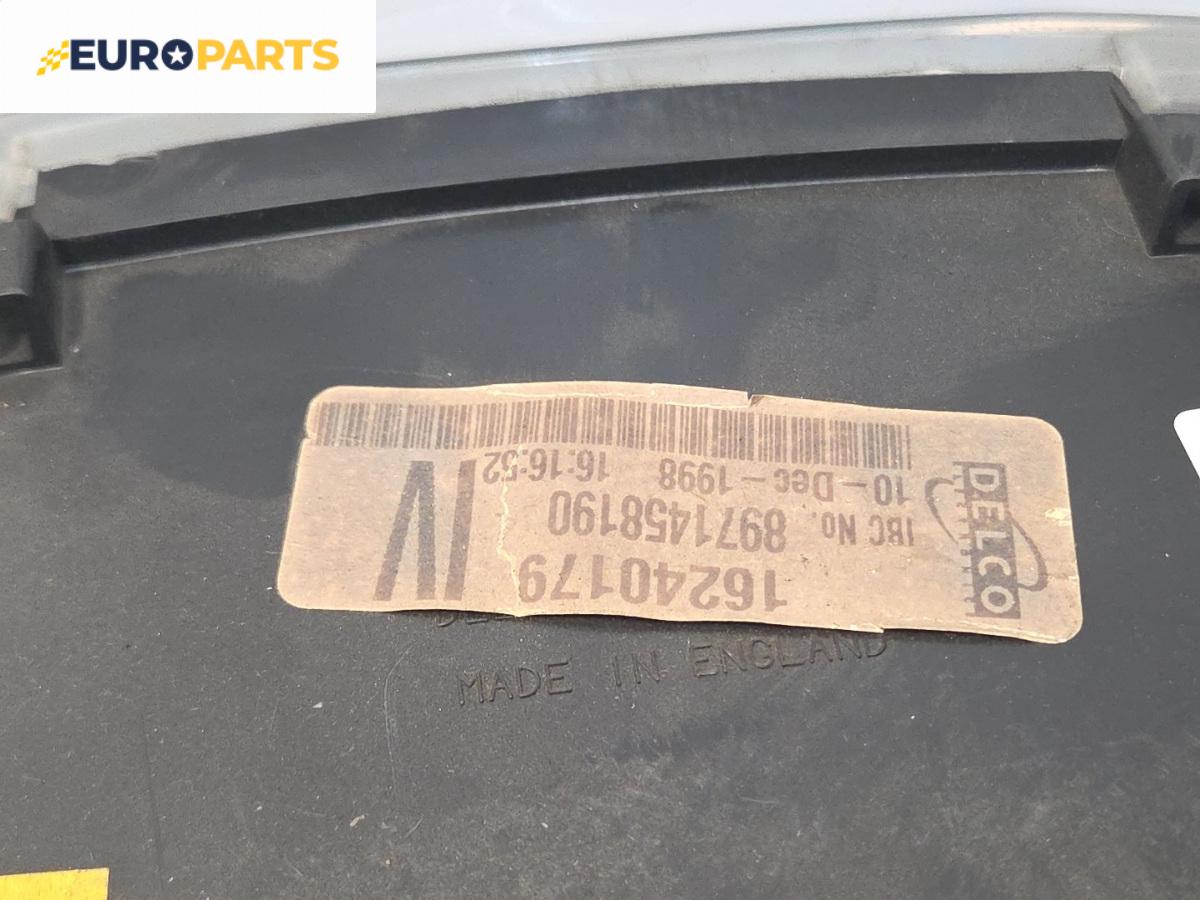 EUROPARTS
DELCO
16240179
IBC No. 8971458190
10-Dec-1998 16:16:52
IV
MADE IN ENGLAND